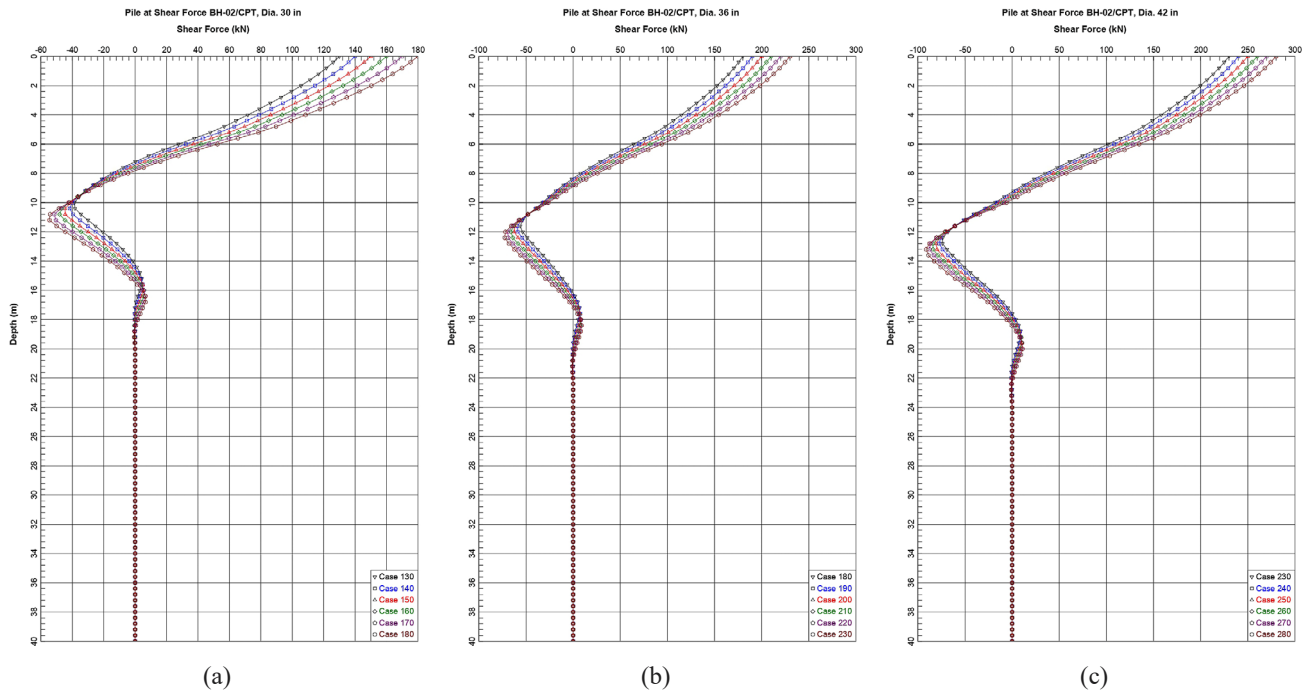 Pile at Shear Force BH-02/CPT, Dia. 30 in
Shear Force (kN)
-60 -40 -20 0 20 40 60 80 100 120 140 160 180
Depth (m)
0
2
4
6
8
10
12
14
16
18
20
22
24
26
28
30
32
34
36
38
40
Case 130
Case 140
Case 150
Case 160
Case 170
Case 180
(a)
Pile at Shear Force BH-02/CPT, Dia. 36 in
Shear Force (kN)
-100 -50 0 50 100 150 200 250 300
Depth (m)
0
2
4
6
8
10
12
14
16
18
20
22
24
26
28
30
32
34
36
38
40
Case 180
Case 190
Case 200
Case 210
Case 220
Case 230
(b)
Pile at Shear Force BH-02/CPT, Dia. 42 in
Shear Force (kN)
-100 -50 0 50 100 150 200 250 300
Depth (m)
0
2
4
6
8
10
12
14
16
18
20
22
24
26
28
30
32
34
36
38
40
Case 230
Case 240
Case 250
Case 260
Case 270
Case 280
(c)